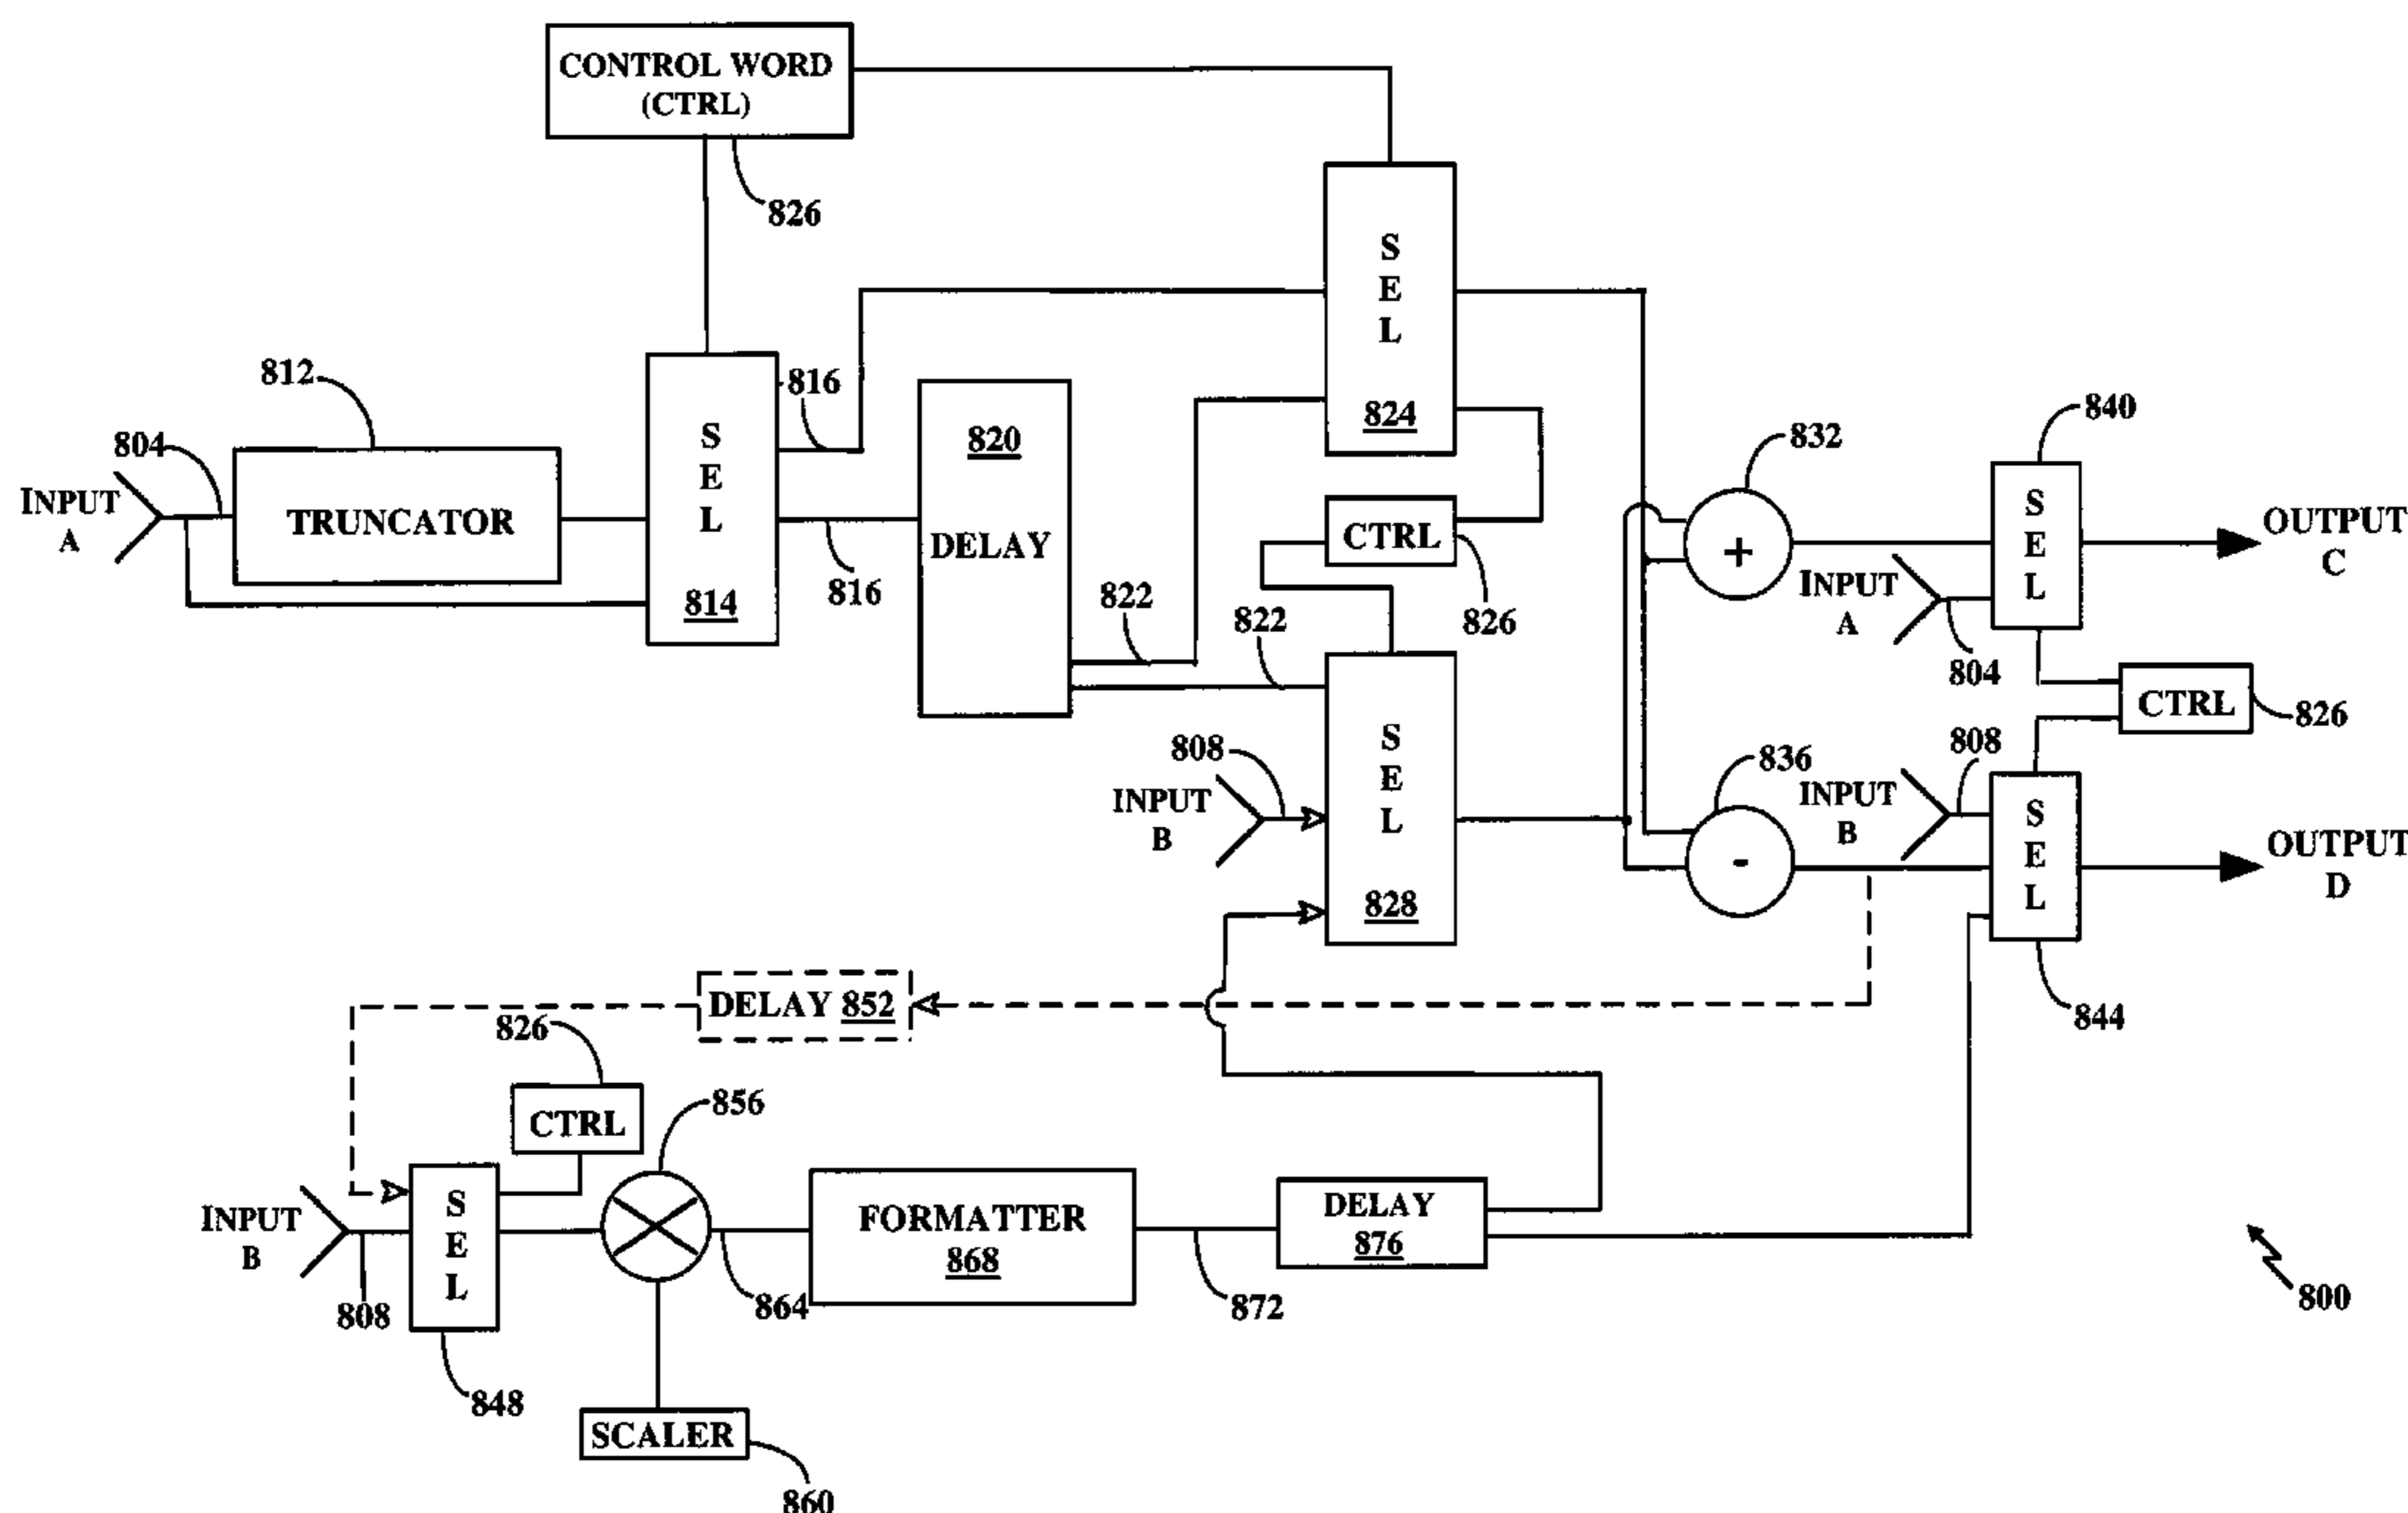 CONTROL WORD
(CTRL)
826
S
E
L
824
812
816
804
INPUT
A
TRUNCATOR
S
E
L
814
816
820
DELAY
822
822
CTRL
826
832
840
S
E
L
OUTPUT
C
INPUT
A
804
CTRL
826
808
INPUT
B
S
E
L
828
836
INPUT
B
808
S
E
L
OUTPUT
D
844
DELAY 852
826
CTRL
856
INPUT
B
808
S
E
L
848
864
FORMATTER
868
872
DELAY
876
SCALER
860
800